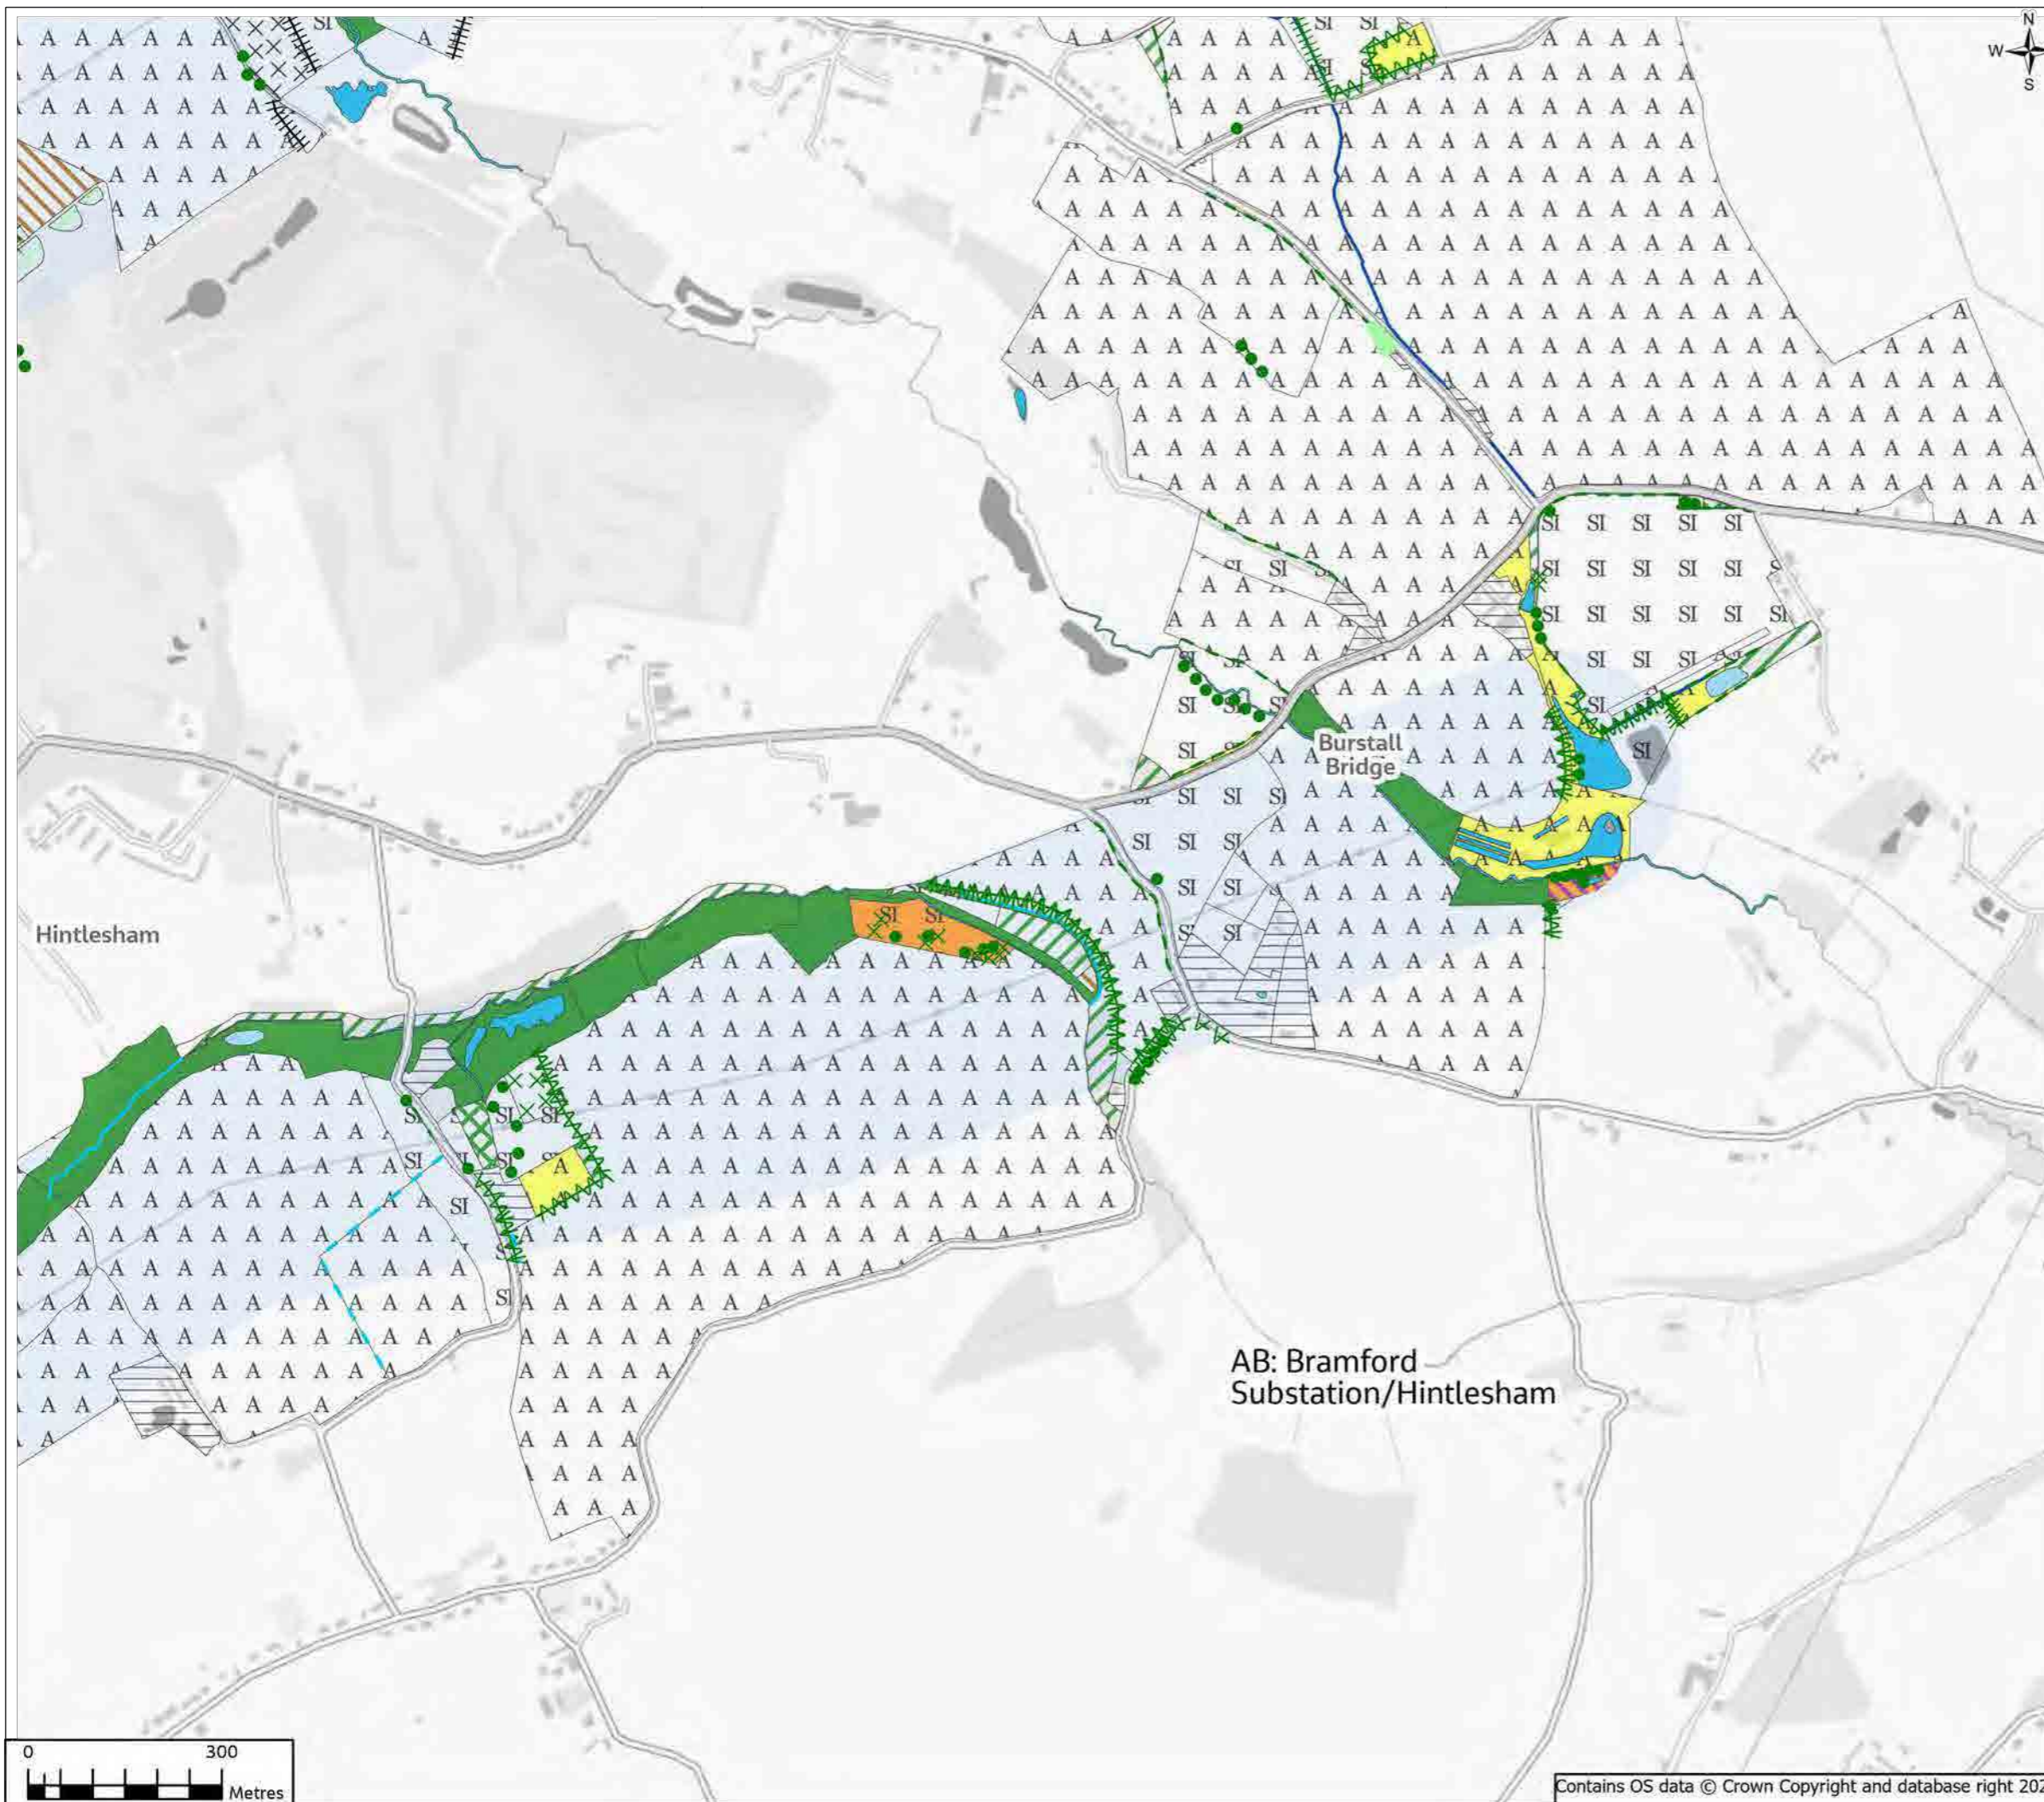 N
W
S
Burstall
Bridge
Hintlesham
AB: Bramford
Substation/Hintlesham
0 300
Metres
Contains OS data © Crown Copyright and database right 202
A
SI